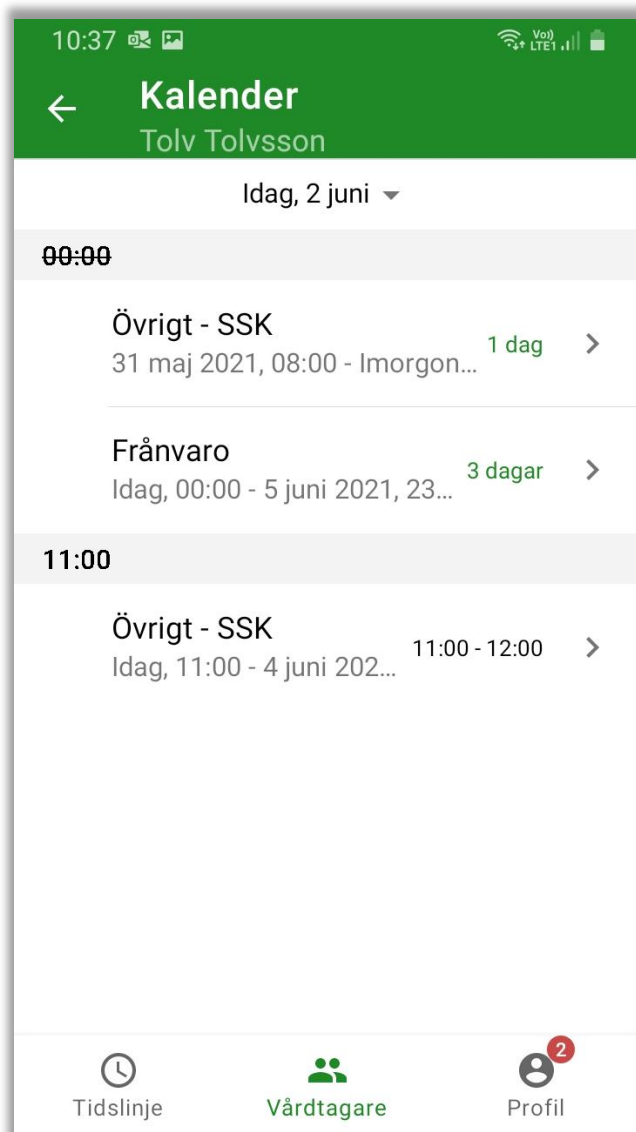 10:37 Vo)) LTE1
Kalender
Tolv Tolvsson
Idag, 2 juni
00:00
Övrigt - SSK
31 maj 2021, 08:00 - Imorgon... 1 dag
Frånvaro
Idag, 00:00 - 5 juni 2021, 23... 3 dagar
11:00
Övrigt - SSK
Idag, 11:00 - 4 juni 202... 11:00 - 12:00
2
Tidslinje Vårdtagare Profil